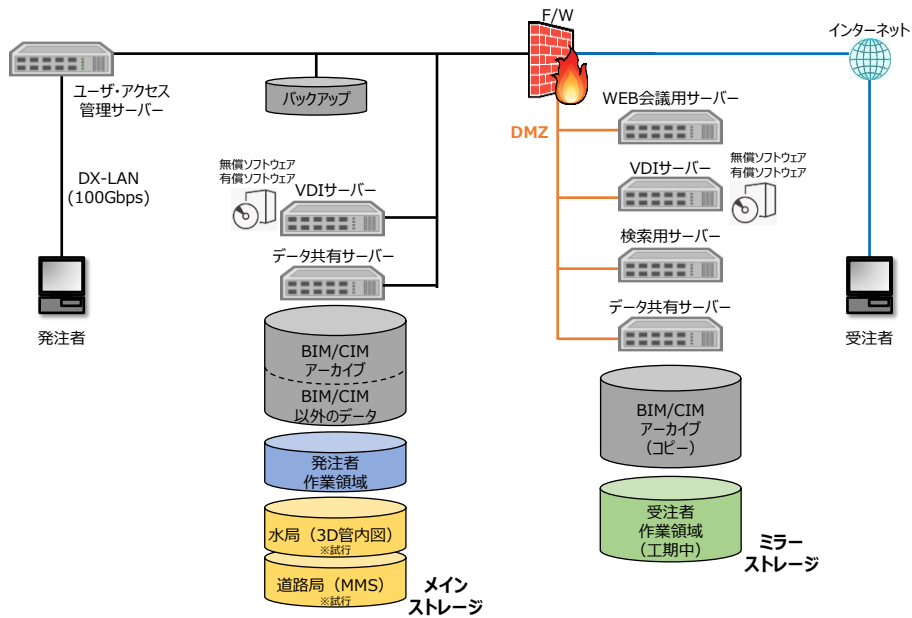 F/W
インターネット
ユーザ・アクセス
管理サーバー
バックアップ
WEB会議用サーバー
DMZ
DX-LAN
(100Gbps)
無償ソフトウェア
有償ソフトウェア
VDIサーバー
VDIサーバー
無償ソフトウェア
有償ソフトウェア
データ共有サーバー
検索用サーバー
発注者
データ共有サーバー
受注者
BIM/CIM
アーカイブ
BIM/CIM
以外のデータ
BIM/CIM
アーカイブ
（コピー）
発注者
作業領域
水局（3D管内図）
※試行
道路局（MMS）
※試行
メイン
ストレージ
受注者
作業領域
（工期中）
ミラー
ストレージ